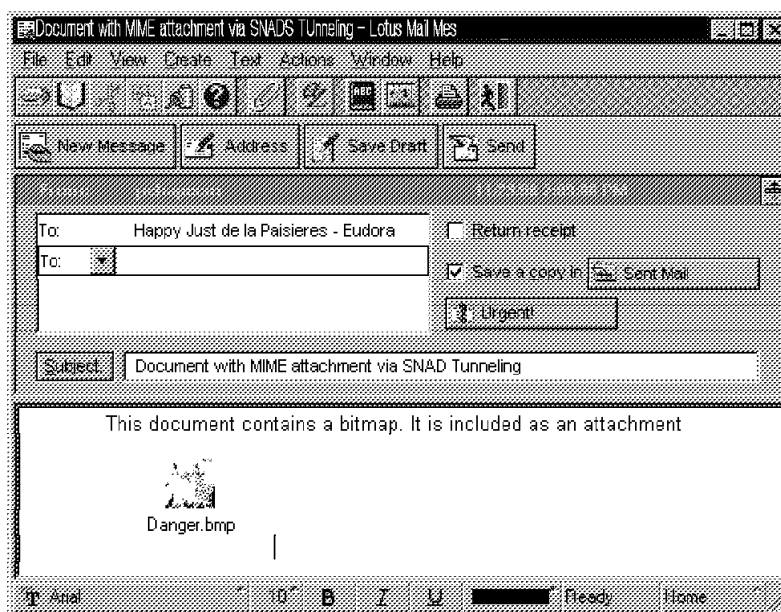 Document with MIME attachment via SNADS TUnneling – Lotus Mail Mes
File Edit View Create Text Actions Window Help
New Message Address Save Draft Send
To: Happy Just de la Paisieres - Eudora Return receipt
To: Save a copy in Sent Mail
Urgent!
Subject: Document with MIME attachment via SNAD Tunneling
This document contains a bitmap. It is included as an attachment
Danger.bmp
Arial 10 B I U Ready Home